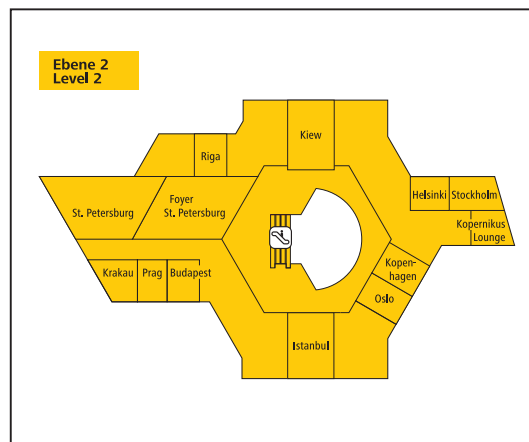 Ebene 2
Level 2
Kiew
Riga
Helsinki
Stockholm
Foyer
St. Petersburg
St. Petersburg
Kopernikus
Lounge
Kopen-
hagen
Krakau
Prag
Budapest
Oslo
Istanbul